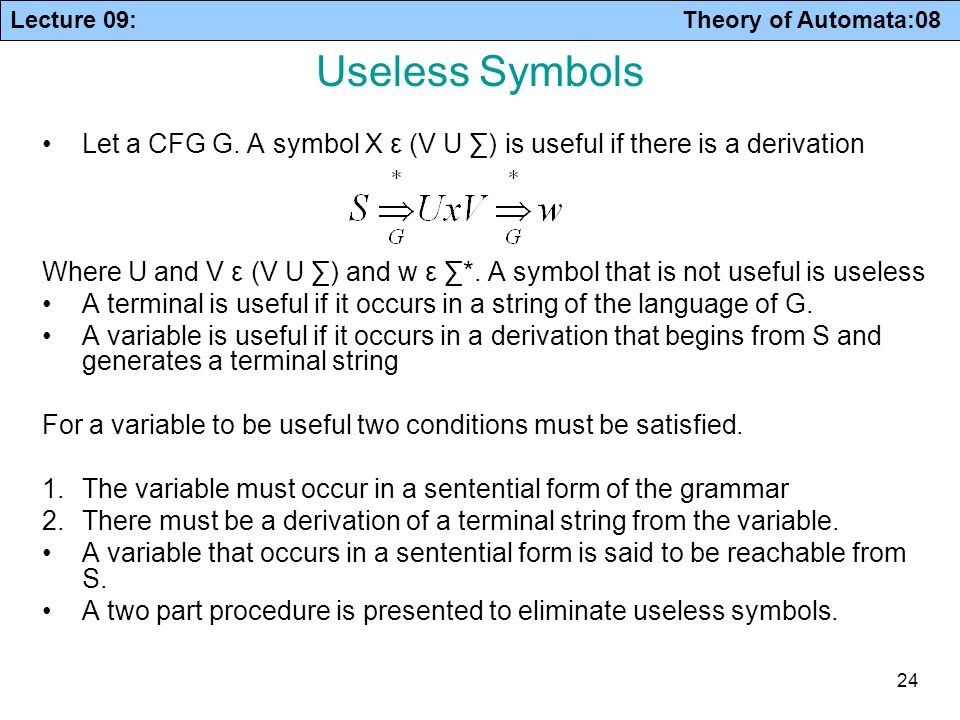 Lecture 09: Theory of Automata:08
Useless Symbols
• Let a CFG G. A symbol X ε (V U ∑) is useful if there is a derivation
* *
S ⇒ UxV ⇒ w
G G
Where U and V ε (V U ∑) and w ε ∑*. A symbol that is not useful is useless
• A terminal is useful if it occurs in a string of the language of G.
• A variable is useful if it occurs in a derivation that begins from S and
generates a terminal string
For a variable to be useful two conditions must be satisfied.
1. The variable must occur in a sentential form of the grammar
2. There must be a derivation of a terminal string from the variable.
• A variable that occurs in a sentential form is said to be reachable from
S.
• A two part procedure is presented to eliminate useless symbols.
24